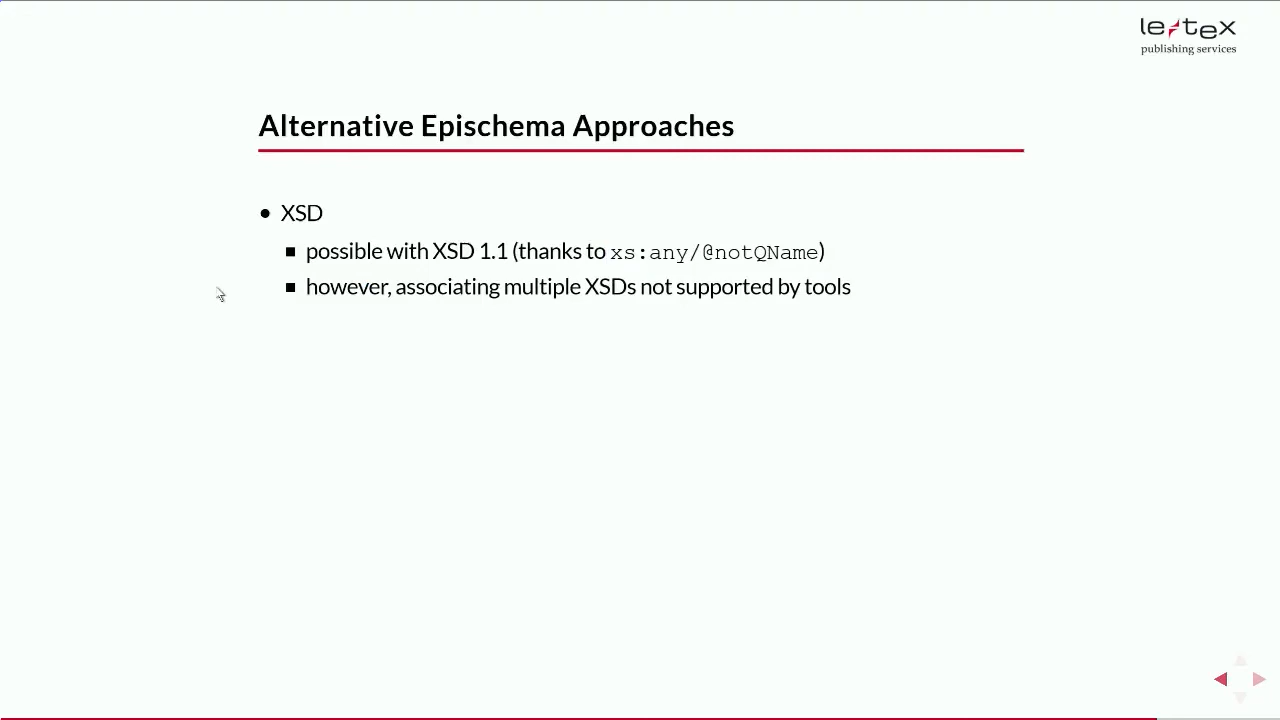 le-tex
publishing services
Alternative Epischema Approaches
XSD
possible with XSD 1.1 (thanks to xs:any/@notQName)
however, associating multiple XSDs not supported by tools